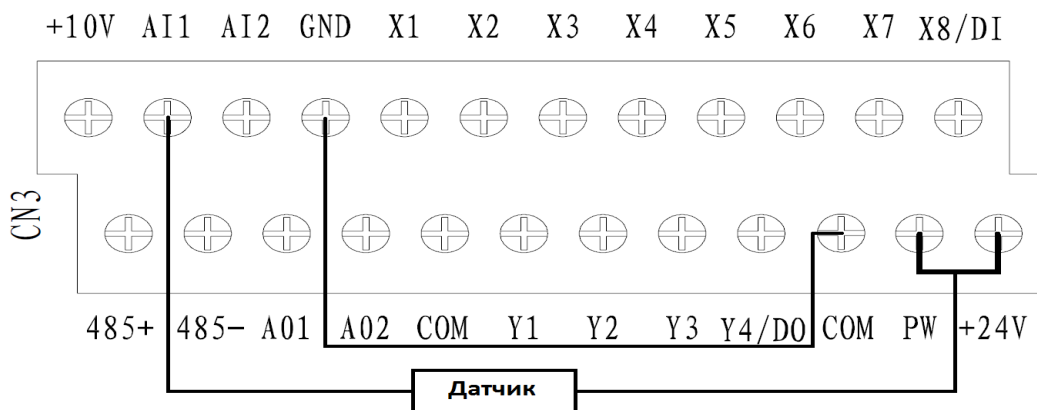 +10V AI1 AI2 GND X1 X2 X3 X4 X5 X6 X7 X8/DI
CN3
485+ 485- A01 A02 COM Y1 Y2 Y3 Y4/DO COM PW +24V
Датчик